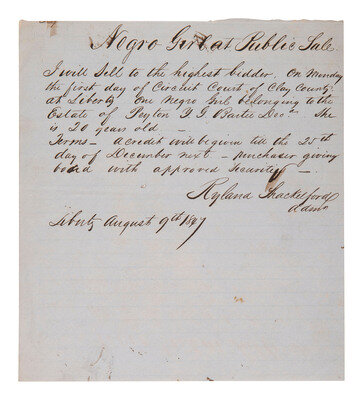 Negro Girl at Public Sale
I will Sell to the highest bidder, On Monday
the first day of Circuit Court of Clay County
at Liberty One Negro Girl belonging to the
Estate of Peyton T. G. Decd She
is 20 years old —
Terms — A credit will be given till the 25th
day of December next — purchaser giving
bond with approved Securities —
Ryland Shackelford
adm
Liberty August 9th 1847